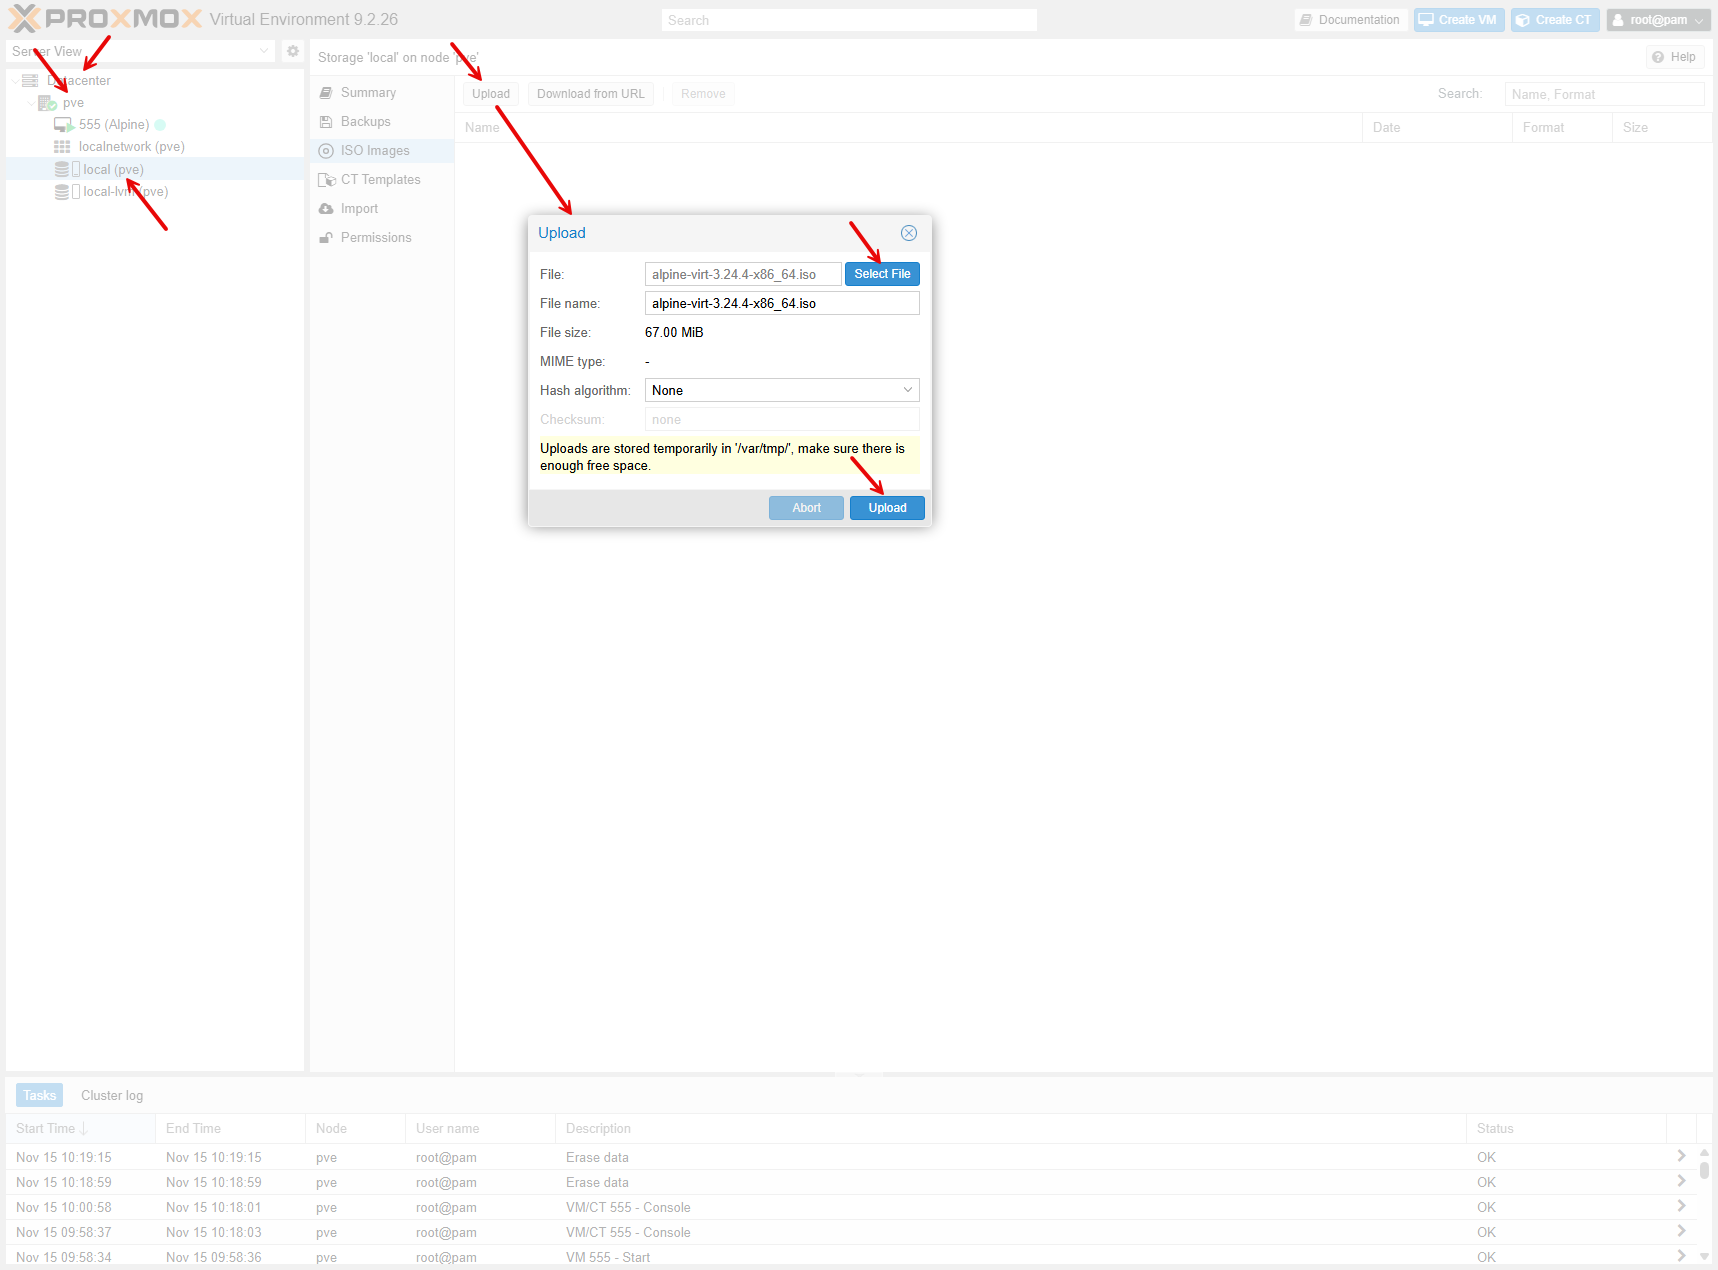 PROXMOX Virtual Environment 9.2.26
Search
Documentation
Create VM
Create CT
root@pam
Server View
Storage 'local' on node 'pve'
Help
Datacenter
pve
555 (Alpine)
localnetwork (pve)
local (pve)
local-lvm (pve)
Summary
Backups
ISO Images
CT Templates
Import
Permissions
Upload
Download from URL
Remove
Search:
Name, Format
Name
Date
Format
Size
Upload
File:
alpine-virt-3.24.4-x86_64.iso
Select File
File name:
alpine-virt-3.24.4-x86_64.iso
File size:
67.00 MiB
MIME type:
-
Hash algorithm:
None
Checksum:
none
Uploads are stored temporarily in '/var/tmp/', make sure there is
enough free space.
Abort
Upload
Tasks
Cluster log
Start Time
End Time
Node
User name
Description
Status
Nov 15 10:19:15 Nov 15 10:19:15 pve root@pam Erase data OK
Nov 15 10:18:59 Nov 15 10:18:59 pve root@pam Erase data OK
Nov 15 10:00:58 Nov 15 10:18:01 pve root@pam VM/CT 555 - Console OK
Nov 15 09:58:37 Nov 15 10:18:03 pve root@pam VM/CT 555 - Console OK
Nov 15 09:58:34 Nov 15 09:58:36 pve root@pam VM 555 - Start OK